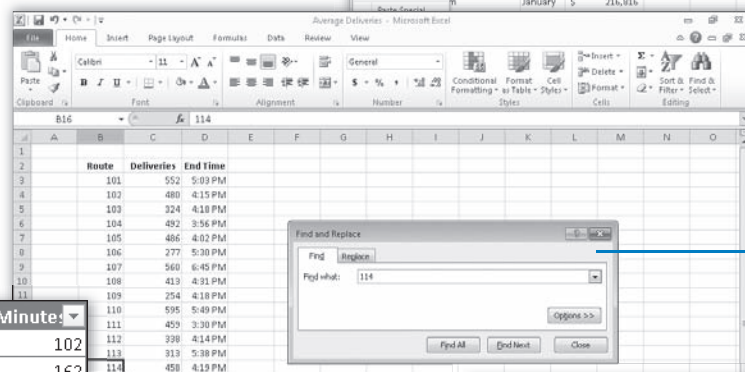 Paste Special
January $ 216,816
Average Deliveries - Microsoft Excel
File Home Insert Page Layout Formulas Data Review View
Calibri 11 A A General Insert Σ
Paste B I U A $ % , Conditional Format Cell Delete Sort & Find &
Formatting as Table Styles Format Filter Select
Clipboard Font Alignment Number Styles Cells Editing
B16 fx 114
A B C D E F G H I J K L M N O
1
2 Route Deliveries End Time
3 101 552 5:03 PM
4 102 480 4:15 PM
5 103 324 4:18 PM
6 104 492 3:56 PM
7 105 486 4:02 PM
8 106 277 5:30 PM
9 107 560 6:45 PM
10 108 413 4:31 PM
11 109 254 4:18 PM
110 595 5:49 PM
111 459 3:30 PM
112 338 4:14 PM
113 313 5:38 PM
114 458 4:19 PM
Find and Replace
Find Replace
Find what: 114
Options >>
Find All Find Next Close
Minutes
102
162